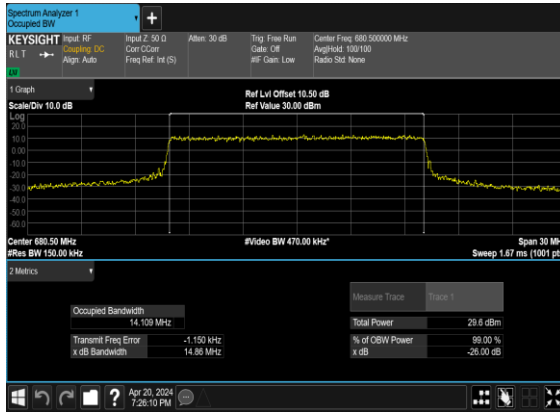 Spectrum Analyzer 1
Occupied BW
+
KEYSIGHT
RLT
LW
Input: RF
Coupling: DC
Align: Auto
Input Z: 50 Ω
Corr CCorr
Freq Ref: Int (S)
Atten: 30 dB
Trig: Free Run
Gate: Off
#IF Gain: Low
Center Freq: 680.500000 MHz
Avg|Hold: 100/100
Radio Std: None
1 Graph
Scale/Div 10.0 dB
Ref Lvl Offset 10.50 dB
Ref Value 30.00 dBm
Log
20.0
10.0
0.00
-10.0
-20.0
-30.0
-40.0
-50.0
-60.0
Center 680.50 MHz
#Res BW 150.00 kHz
#Video BW 470.00 kHz*
Span 30 MH
Sweep 1.67 ms (1001 pt
2 Metrics
Measure Trace Trace 1
Occupied Bandwidth
14.109 MHz
Total Power 29.6 dBm
Transmit Freq Error -1.150 kHz
% of OBW Power 99.00 %
x dB Bandwidth 14.86 MHz
x dB -26.00 dB
?
Apr 20, 2024
7:26:10 PM